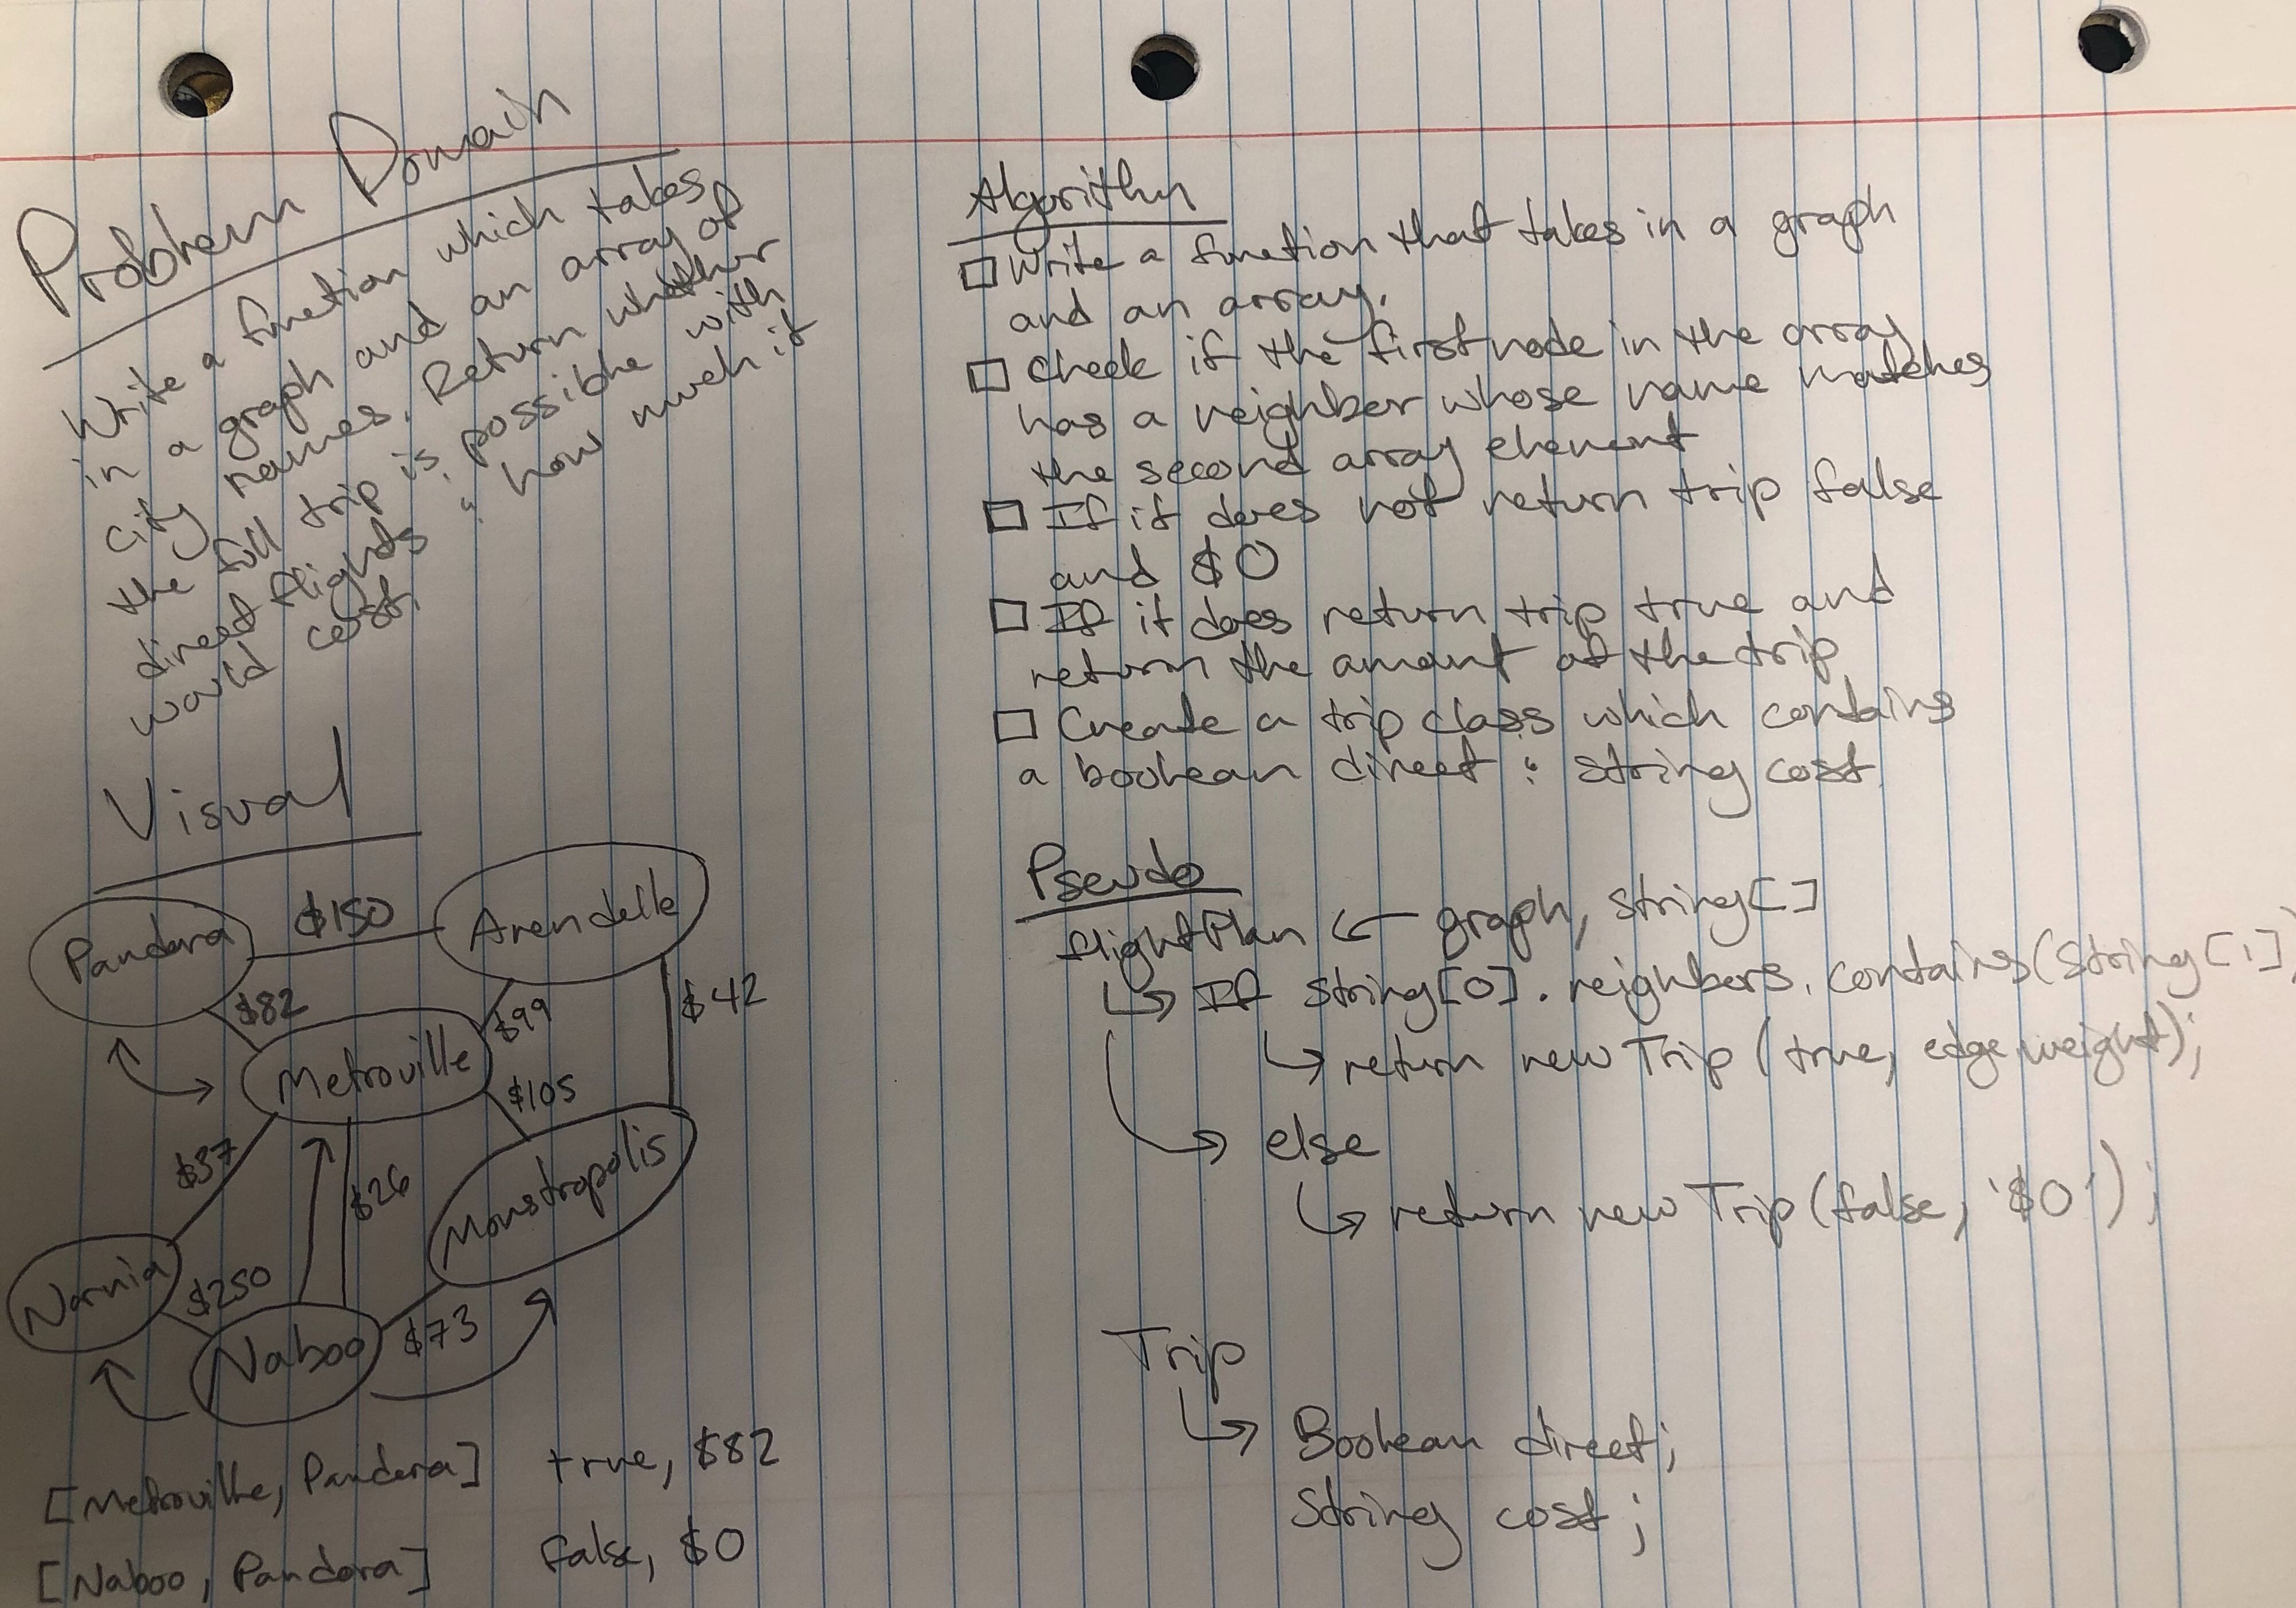 Problem Domain
Write a function which takes
in a graph and an array of
city names. Return whether
the full trip is possible with
direct flights & how much it
would cost.
Visual
Pandora
$150
Arendelle
$82
$99
$42
Metroville
$105
$37
$26
Monstropolis
Narnia
$250
Naboo
$73
[Metroville, Pandora] true, $82
[Naboo, Pandora] false, $0
Algorithm
Write a function that takes in a graph
and an array.
Check if the first node in the array
has a neighbor whose name matches
the second array element
If it does not return trip false
and $0
If it does return trip true and
return the amount of the trip
Create a trip class which contains
a boolean direct & string cost.
Pseudo
flightPlan ← graph, string[]
↳ If string[0].neighbors.contains(string[1])
↳ return new Trip (true, edge.weight);
→ else
↳ return new Trip (false, '$0');
Trip
↳ Boolean direct;
String cost;